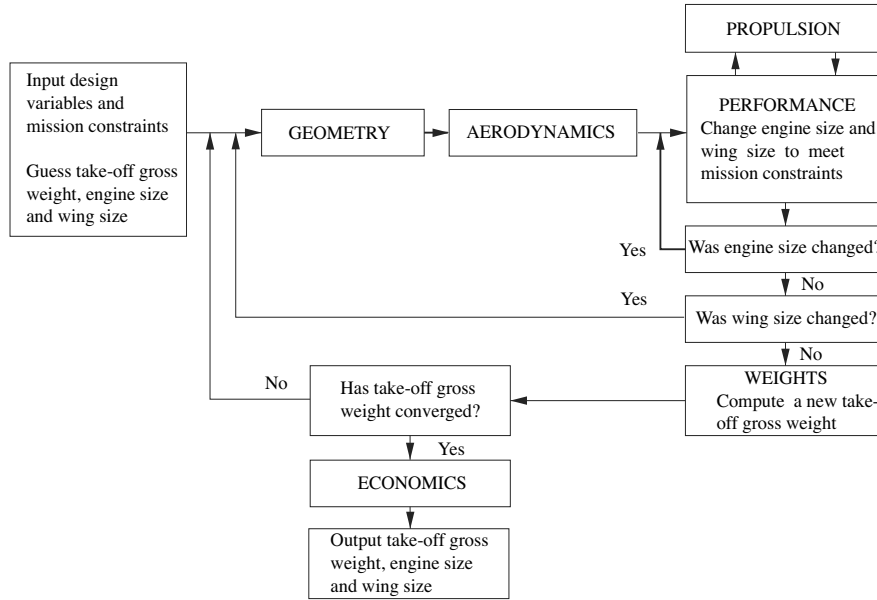 PROPULSION
Input design
variables and
mission constraints
Guess take-off gross
weight, engine size
and wing size
GEOMETRY
AERODYNAMICS
PERFORMANCE
Change engine size and
wing size to meet
mission constraints
Yes
Was engine size changed?
No
Yes
Was wing size changed?
No
WEIGHTS
Compute a new take-
off gross weight
No
Has take-off gross
weight converged?
Yes
ECONOMICS
Output take-off gross
weight, engine size
and wing size